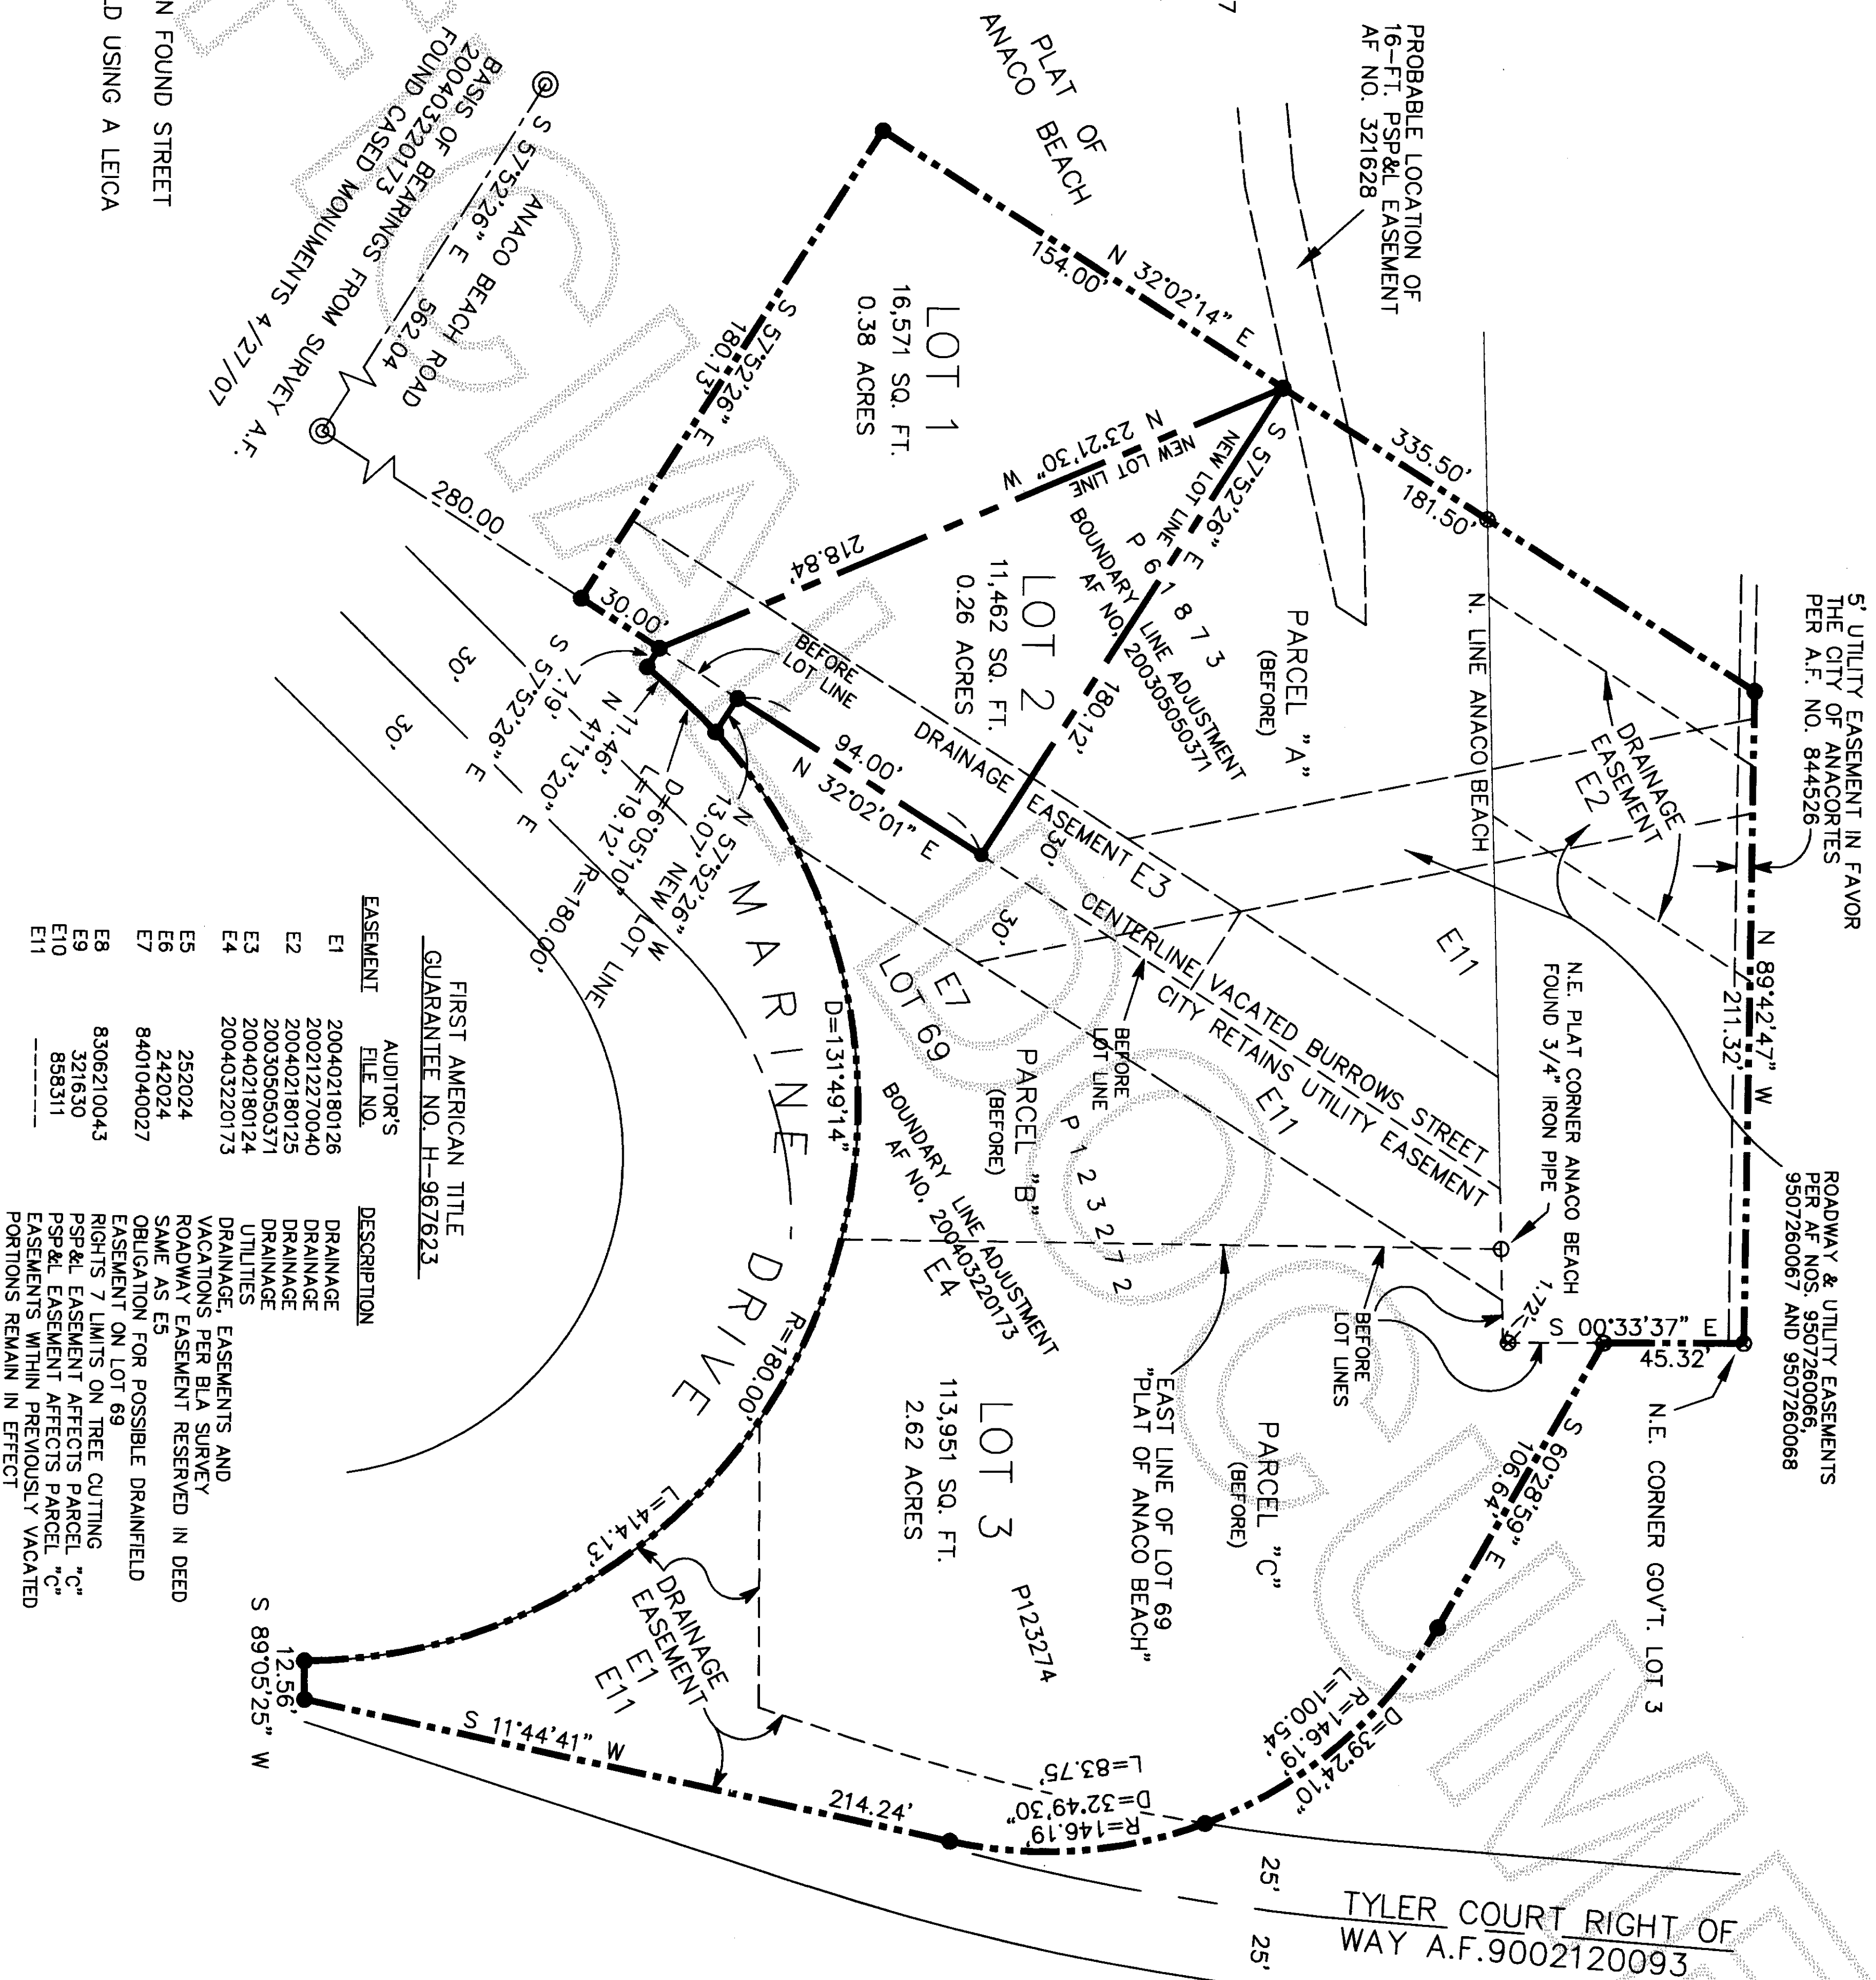 PROBABLE LOCATION OF
16-FT. PSP&L EASEMENT
AF NO. 321628
7
PLAT OF
ANACO BEACH
N 32°02'14" E
154.00'
335.50'
181.50'
5' UTILITY EASEMENT IN FAVOR
THE CITY OF ANACORTES
PER A.F. NO. 844526
N 89°42'47" W
211.32'
ROADWAY & UTILITY EASEMENTS
PER AF NOS. 9507260066,
9507260067 AND 9507260068
DRAINAGE
EASEMENT
E2
N. LINE ANACO BEACH
E11
N.E. PLAT CORNER ANACO BEACH
FOUND 3/4" IRON PIPE
1.72'
S 00°33'37" E
45.32'
N.E. CORNER GOV'T. LOT 3
S 60°28'59" E
106.64'
D=39°24'10"
R=146.19'
L=100.54'
LOT 1
16,571 SQ. FT.
0.38 ACRES
S 57°52'26" E
180.13'
N 23°21'30" W
NEW LOT LINE
218.84'
S 57°52'26" E
NEW LOT LINE
180.12'
P61873
BOUNDARY LINE ADJUSTMENT
AF NO. 200305050371
PARCEL "A"
(BEFORE)
LOT 2
11,462 SQ. FT.
0.26 ACRES
BEFORE
LOT LINE
DRAINAGE EASEMENT E3
30'
30'
CENTERLINE VACATED BURROWS STREET
CITY RETAINS UTILITY EASEMENT
E11
BEFORE
LOT LINE
E7
LOT 69
94.00'
N 32°02'01" E
30.00'
280.00
S 57°52'26" E
7.19'
N 41°13'20" E
11.46'
D=6°05'10"
L=19.12' R=180.00'
N 57°52'26" W
13.07' NEW LOT LINE
30'
30'
BASIS OF BEARINGS FROM SURVEY A.F.
200403220173
FOUND CASED MONUMENTS 4/27/07
ANACO BEACH ROAD
S 57°52'26" E 562.04
N FOUND STREET
LD USING A LEICA
MARINE DRIVE
D=131°49'14"
R=180.00'
L=414.13'
PARCEL "B"
(BEFORE)
P123272
BOUNDARY LINE ADJUSTMENT
AF NO. 200403220173
E4
BEFORE
LOT LINES
EAST LINE OF LOT 69
"PLAT OF ANACO BEACH"
PARCEL "C"
(BEFORE)
LOT 3
113,951 SQ. FT.
2.62 ACRES
P123274
DRAINAGE
EASEMENT
E1
E11
L=83.75'
D=32°49'30"
R=146.19'
S 11°44'41" W
214.24'
12.56'
S 89°05'25" W
25'
25'
TYLER COURT RIGHT OF
WAY A.F.9002120093
FIRST AMERICAN TITLE
GUARANTEE NO. H-967623
EASEMENT AUDITOR'S FILE NO. DESCRIPTION
E1 200402180126 DRAINAGE
200212270040 DRAINAGE
E2 200402180125 DRAINAGE
200305050371 DRAINAGE
E3 200402180124 UTILITIES
E4 200403220173 DRAINAGE, EASEMENTS AND
VACATIONS PER BLA SURVEY
E5 252024 ROADWAY EASEMENT RESERVED IN DEED
E6 242024 SAME AS E5
E7 8401040027 OBLIGATION FOR POSSIBLE DRAINFIELD
EASEMENT ON LOT 69
E8 8306210043 RIGHTS 7 LIMITS ON TREE CUTTING
E9 321630 PSP&L EASEMENT AFFECTS PARCEL "C"
E10 858311 PSP&L EASEMENT AFFECTS PARCEL "C"
E11 ------ EASEMENTS WITHIN PREVIOUSLY VACATED
PORTIONS REMAIN IN EFFECT